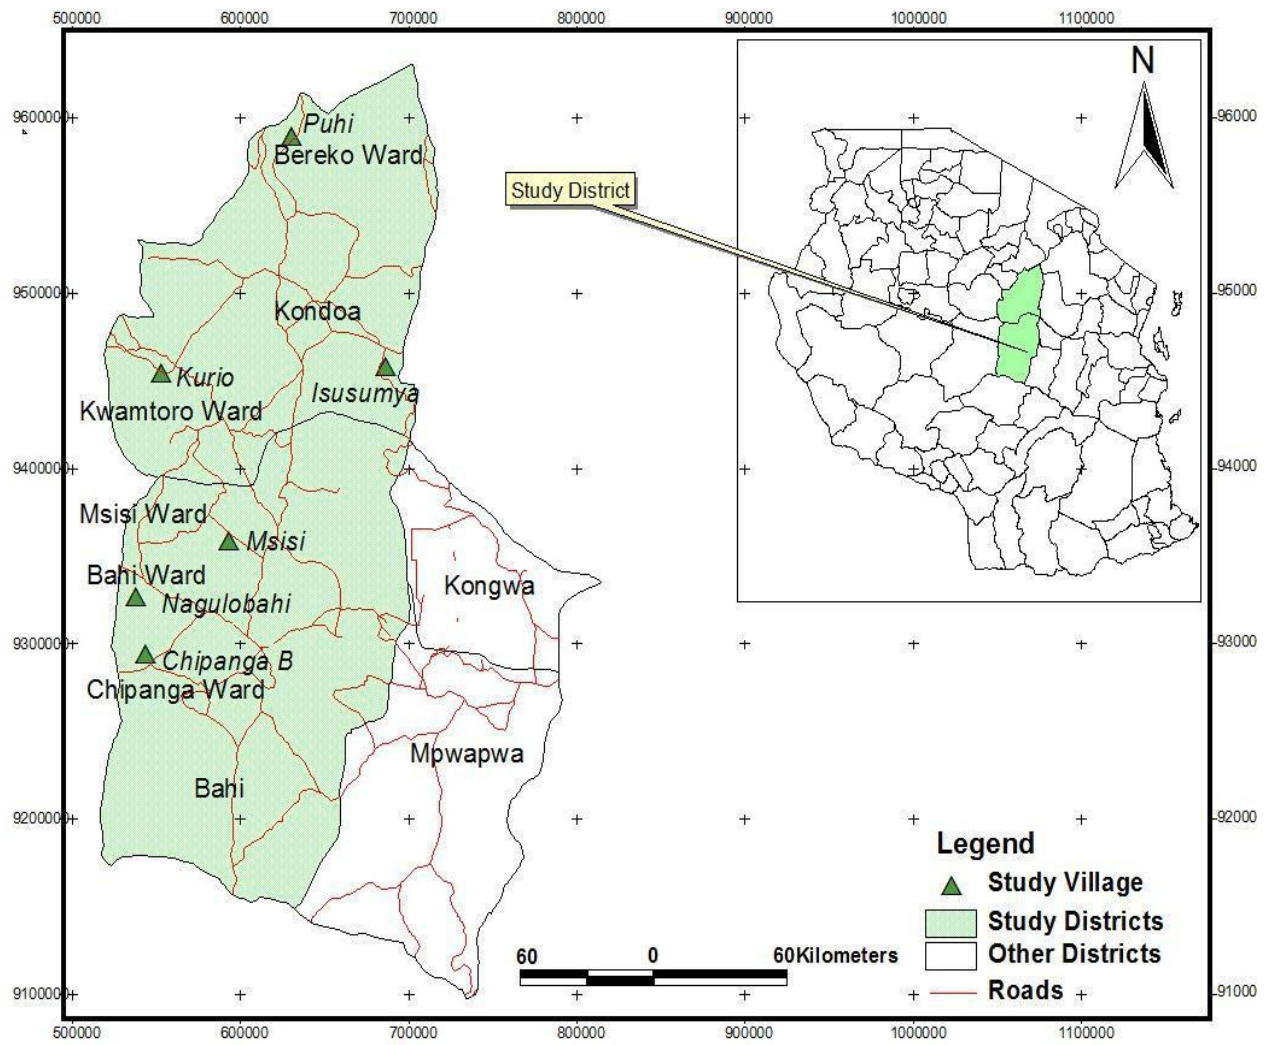 500000 600000 700000 800000 900000 1000000 1100000
N
9600000 96000
Puhi
Bereko Ward
Study District
9500000 95000
Kondoa
Kurio
Isusumya
Kwamtoro Ward
9400000 94000
Msisi Ward
Msisi
Bahi Ward
Kongwa
Nagulobahi
9300000 93000
Chipanga B
Chipanga Ward
Mpwapwa
Bahi
9200000 92000
Legend
Study Village
Study Districts
Other Districts
Roads
60 0 60Kilometers
9100000 91000
500000 600000 700000 800000 900000 1000000 1100000